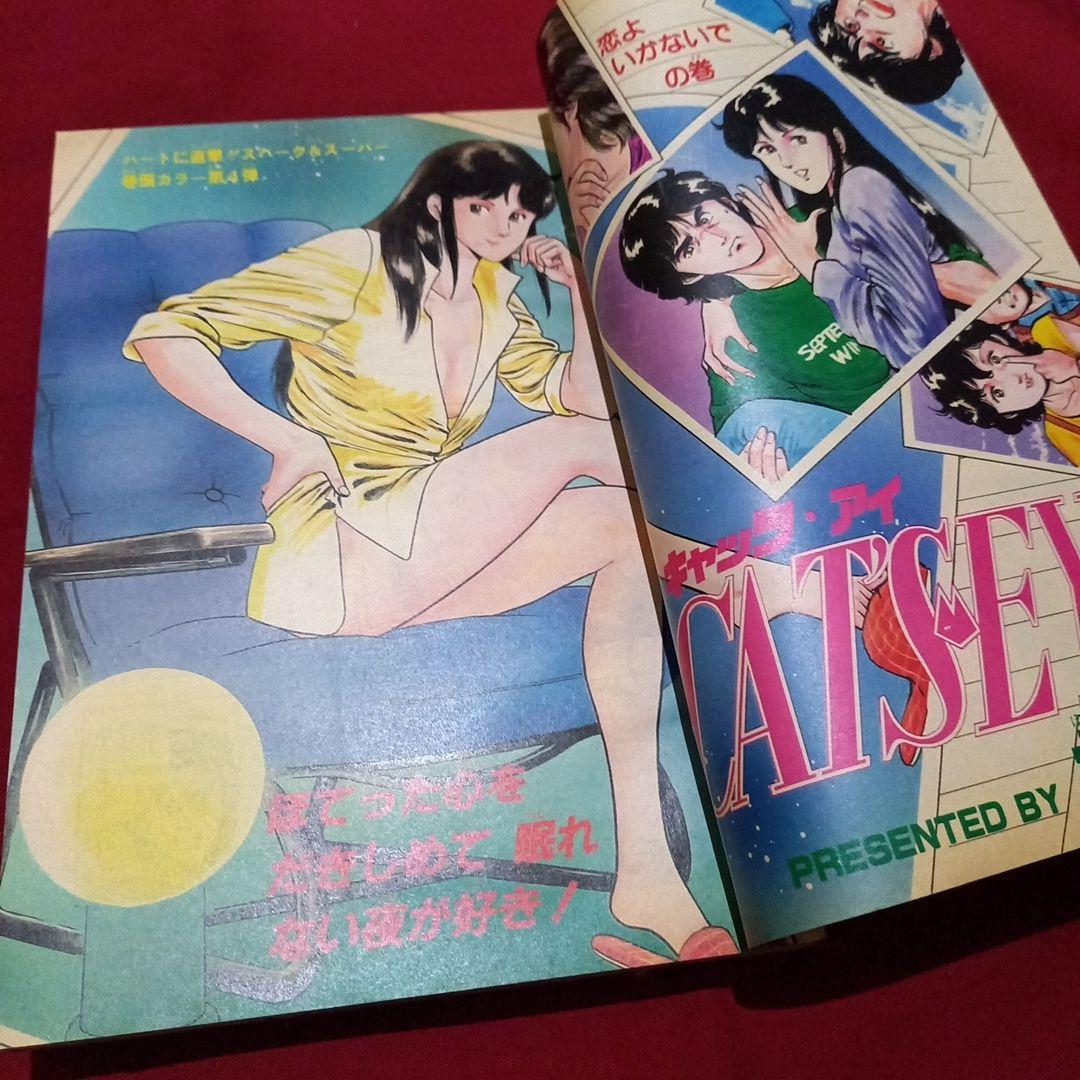 ハートに直撃!!スパーク&スーパー
巻頭カラー第4弾
ほてった心を
だきしめて 眠れ
ない夜が好き!
恋よ
いかないで
の巻
SEPTE
WIN
キャッツ・アイ
CAT'S EY
PRESENTED BY